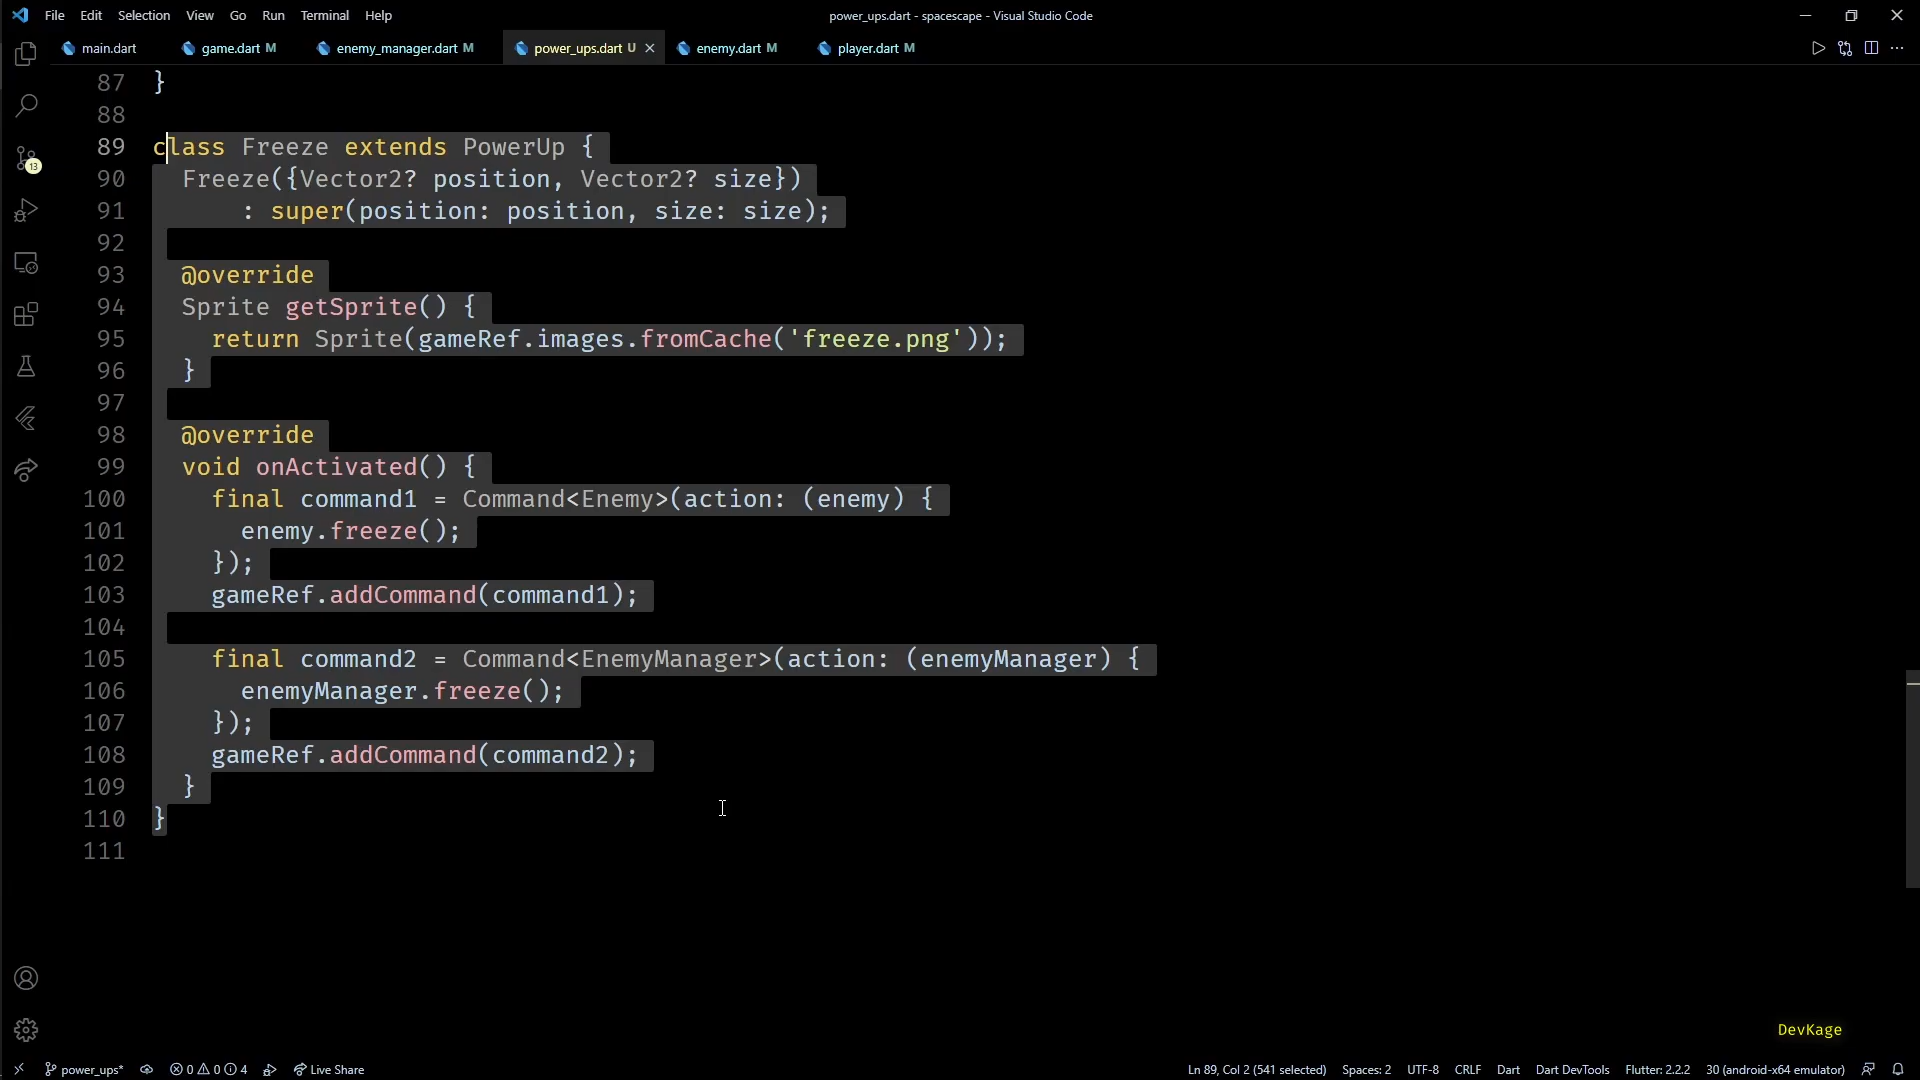 File Edit Selection View Go Run Terminal Help
power_ups.dart - spacescape - Visual Studio Code
main.dart game.dart M enemy_manager.dart M power_ups.dart U enemy.dart M player.dart M
87 }
88
89 class Freeze extends PowerUp {
90 Freeze({Vector2? position, Vector2? size})
91 : super(position: position, size: size);
92
93 @override
94 Sprite getSprite() {
95 return Sprite(gameRef.images.fromCache('freeze.png'));
96 }
97
98 @override
99 void onActivated() {
100 final command1 = Command<Enemy>(action: (enemy) {
101 enemy.freeze();
102 });
103 gameRef.addCommand(command1);
104
105 final command2 = Command<EnemyManager>(action: (enemyManager) {
106 enemyManager.freeze();
107 });
108 gameRef.addCommand(command2);
109 }
110 }
111
13
DevKage
power_ups* 0 0 4 Live Share Ln 89, Col 2 (541 selected) Spaces: 2 UTF-8 CRLF Dart Dart DevTools Flutter: 2.2.2 30 (android-x64 emulator)